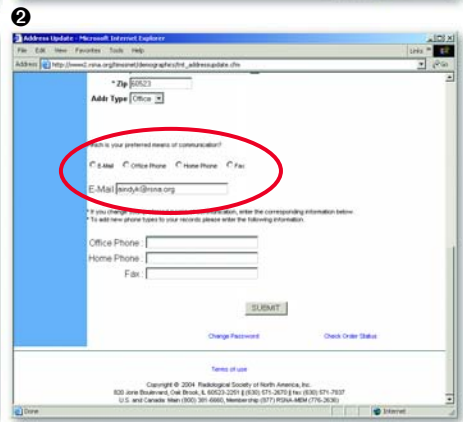 ❷
Address Update - Microsoft Internet Explorer
File Edit View Favorites Tools Help Links
Address http://www2.rsna.org/timssnet/demographics/tnt_addressupdate.cfm Go
* Zip 60523
Addr Type Office
Which is your preferred means of communication?
E-Mail Office Phone Home Phone Fax
E-Mail jsindyk@rsna.org
* If you change your preferred means of communication, enter the corresponding information below
* To add new phone types to your records please enter the following information.
Office Phone :
Home Phone :
Fax :
SUBMIT
Change Password Check Order Status
Terms of use
Copyright © 2004 Radiological Society of North America, Inc.
820 Jorie Boulevard, Oak Brook, IL 60523-2251 || (630) 571-2670 || fax (630) 571-7837
U.S. and Canada: Main (800) 381-6660, Membership (877) RSNA-MEM (776-2636)
Done Internet